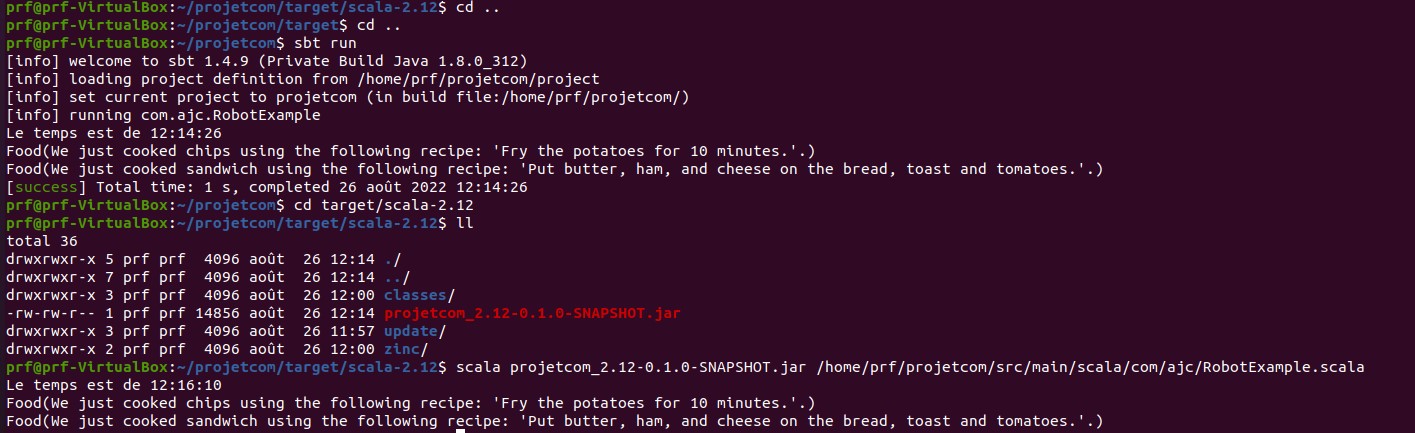 prf@prf-VirtualBox:~/projetcom/target/scala-2.12$ cd ..
prf@prf-VirtualBox:~/projetcom/target$ cd ..
prf@prf-VirtualBox:~/projetcom$ sbt run
[info] welcome to sbt 1.4.9 (Private Build Java 1.8.0_312)
[info] loading project definition from /home/prf/projetcom/project
[info] set current project to projetcom (in build file:/home/prf/projetcom/)
[info] running com.ajc.RobotExample
Le temps est de 12:14:26
Food(We just cooked chips using the following recipe: 'Fry the potatoes for 10 minutes.'.)
Food(We just cooked sandwich using the following recipe: 'Put butter, ham, and cheese on the bread, toast and tomatoes.'.)
[success] Total time: 1 s, completed 26 août 2022 12:14:26
prf@prf-VirtualBox:~/projetcom$ cd target/scala-2.12
prf@prf-VirtualBox:~/projetcom/target/scala-2.12$ ll
total 36
drwxrwxr-x 5 prf prf  4096 août  26 12:14 ./
drwxrwxr-x 7 prf prf  4096 août  26 12:14 ../
drwxrwxr-x 3 prf prf  4096 août  26 12:00 classes/
-rw-rw-r-- 1 prf prf 14856 août  26 12:14 projetcom_2.12-0.1.0-SNAPSHOT.jar
drwxrwxr-x 3 prf prf  4096 août  26 11:57 update/
drwxrwxr-x 2 prf prf  4096 août  26 12:00 zinc/
prf@prf-VirtualBox:~/projetcom/target/scala-2.12$ scala projetcom_2.12-0.1.0-SNAPSHOT.jar /home/prf/projetcom/src/main/scala/com/ajc/RobotExample.scala
Le temps est de 12:16:10
Food(We just cooked chips using the following recipe: 'Fry the potatoes for 10 minutes.'.)
Food(We just cooked sandwich using the following recipe: 'Put butter, ham, and cheese on the bread, toast and tomatoes.'.)